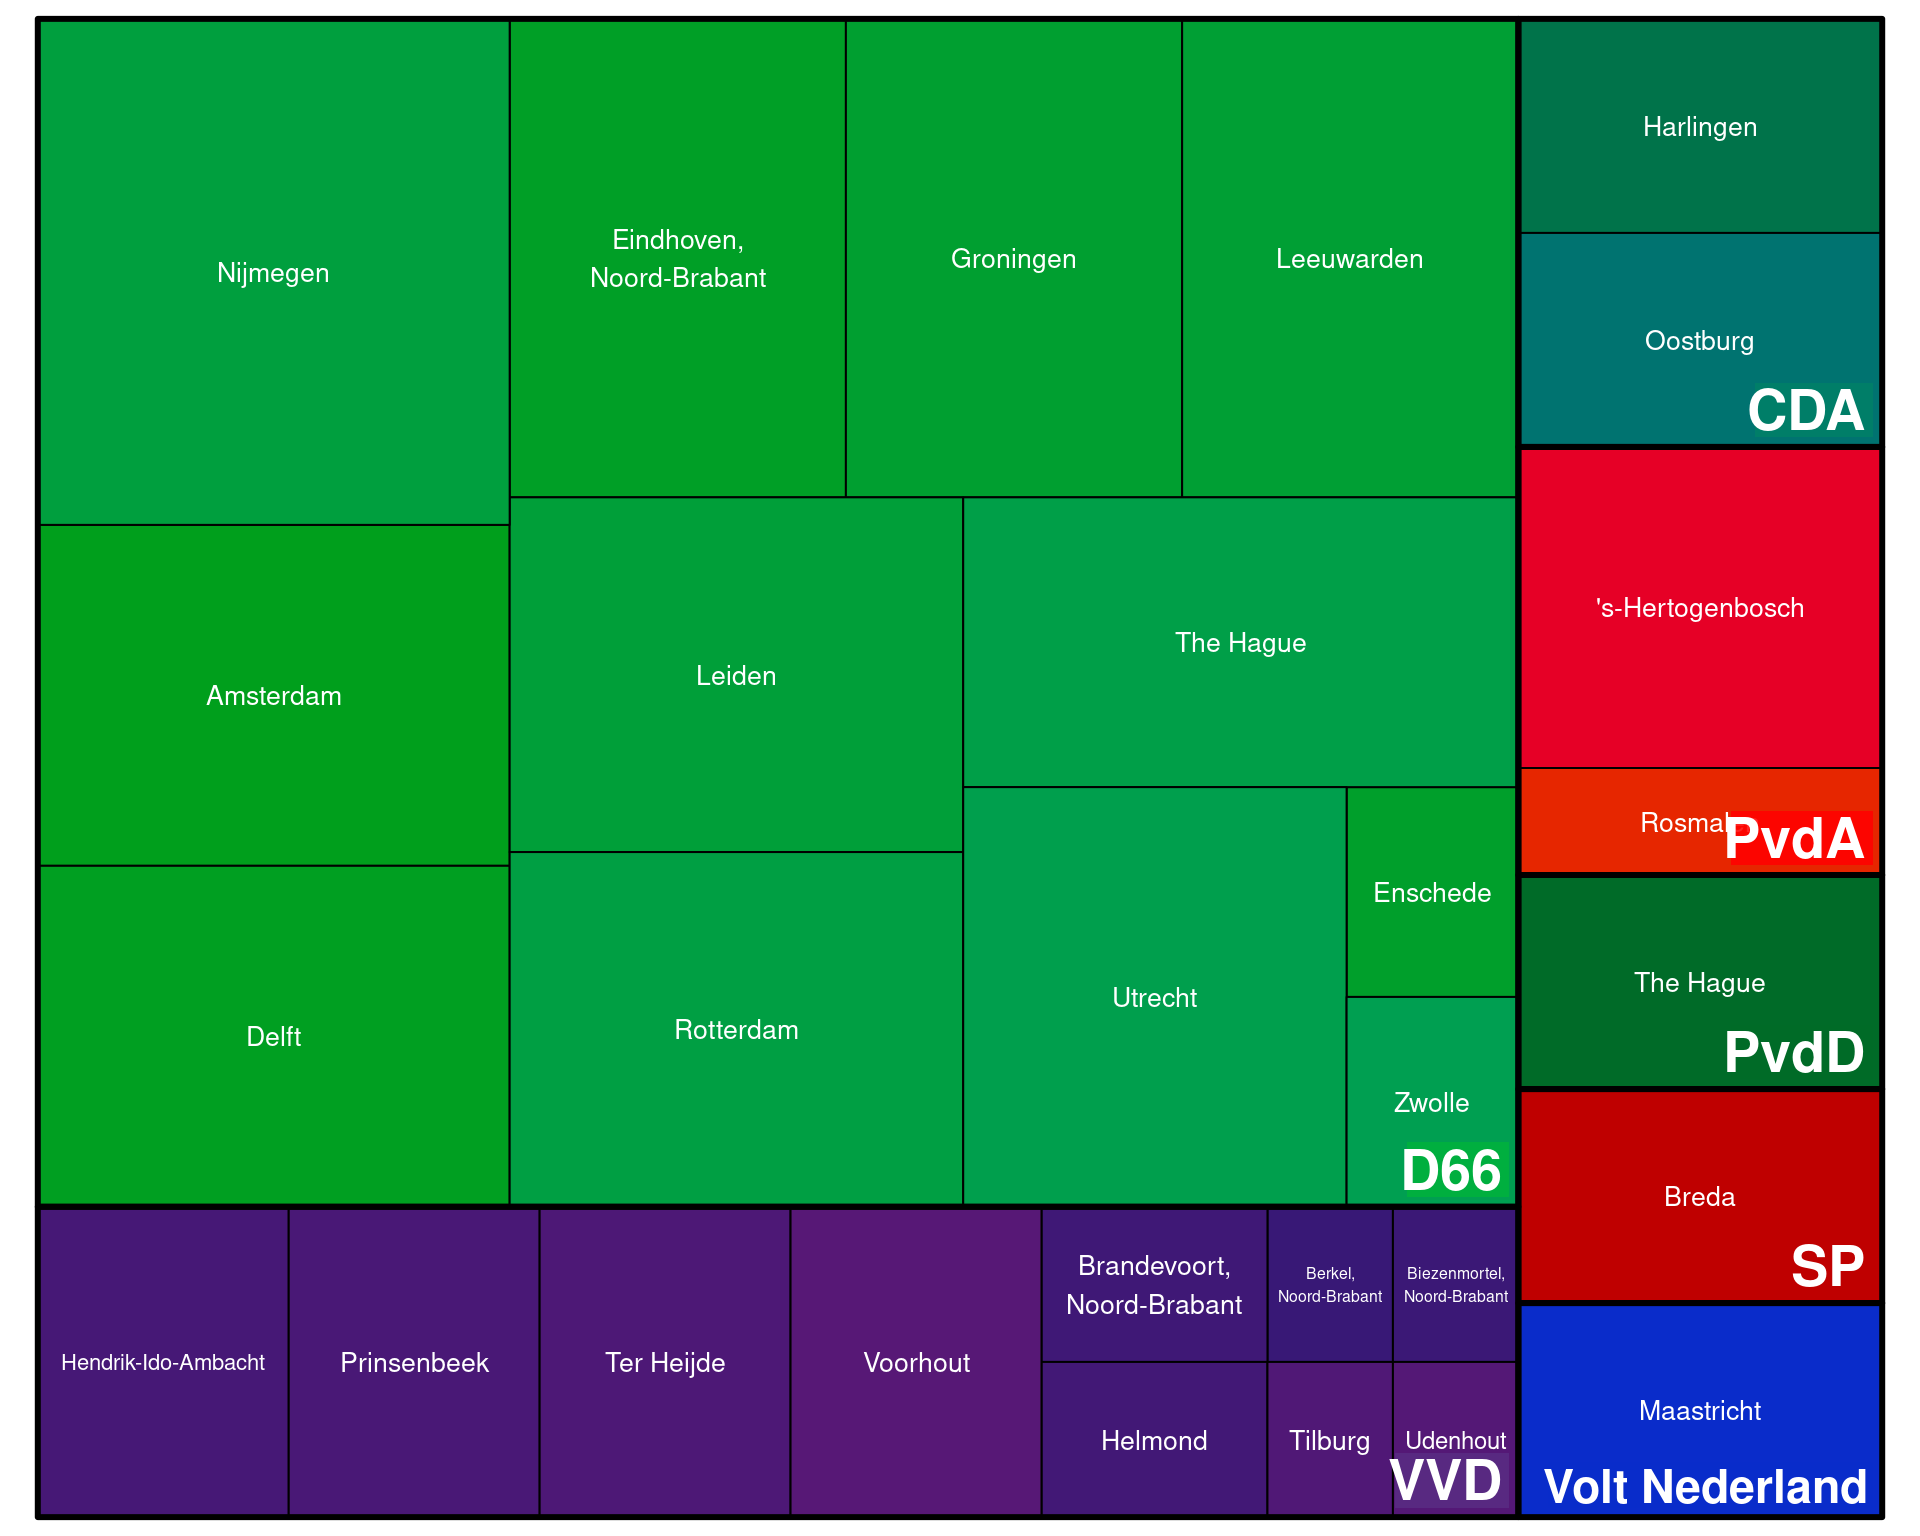 Nijmegen
Eindhoven,
Noord-Brabant
Groningen
Leeuwarden
Harlingen
Oostburg
CDA
's-Hertogenbosch
PvdA
Amsterdam
Leiden
The Hague
Delft
Rotterdam
Utrecht
Enschede
Zwolle
D66
The Hague
PvdD
Breda
SP
Hendrik-Ido-Ambacht
Prinsenbeek
Ter Heijde
Voorhout
Brandevoort,
Noord-Brabant
Berkel,
Noord-Brabant
Biezenmortel,
Noord-Brabant
Helmond
Tilburg
Udenhout
VVD
Maastricht
Volt Nederland